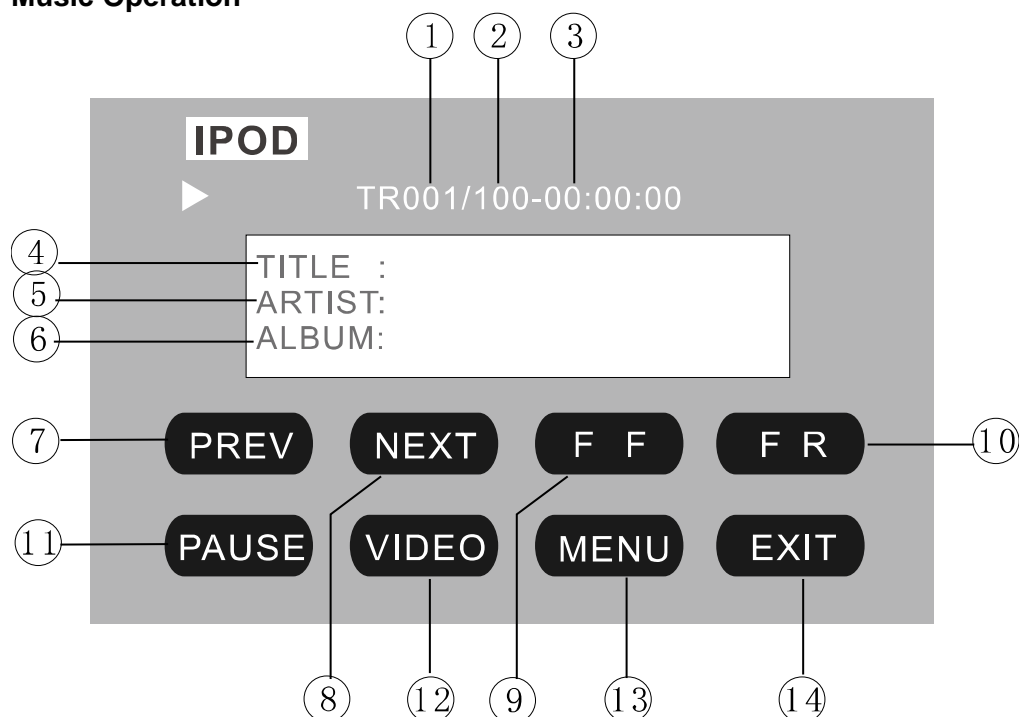 Music Operation
① ② ③
IPOD
TR001/100-00:00:00
④ TITLE :
⑤ ARTIST:
⑥ ALBUM:
⑦ PREV NEXT F F F R ⑩
⑪ PAUSE VIDEO MENU EXIT
⑧ ⑫ ⑨ ⑬ ⑭